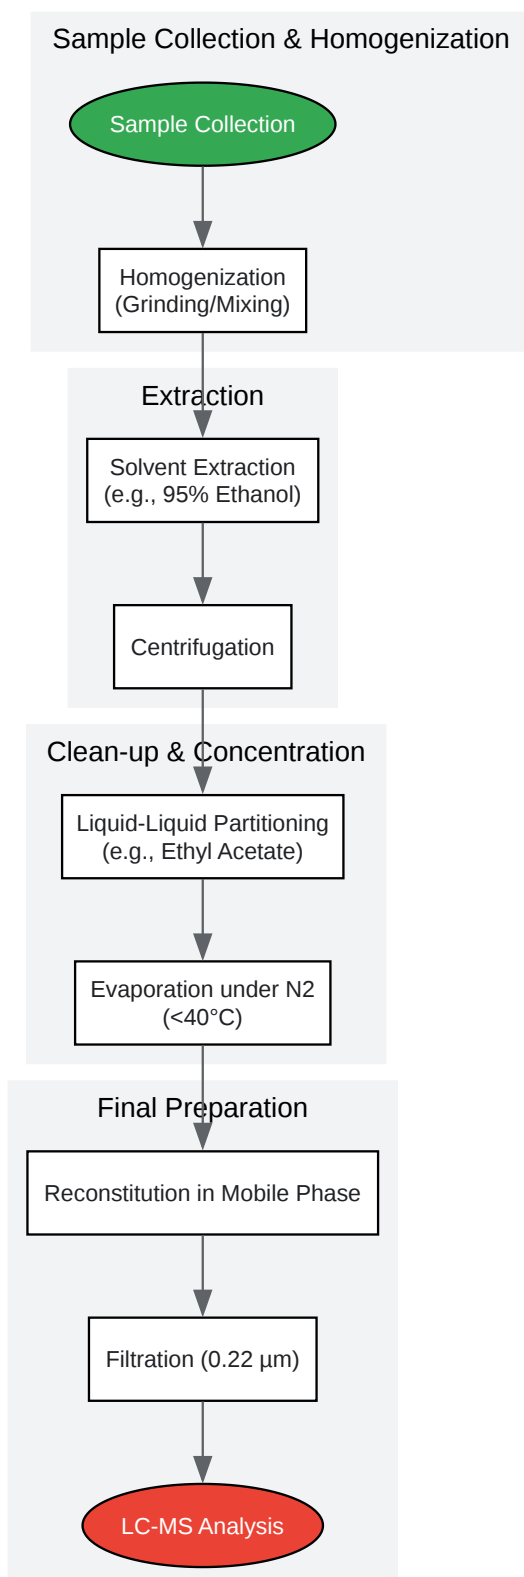 Sample Collection & Homogenization
Sample Collection
Homogenization
(Grinding/Mixing)
Extraction
Solvent Extraction
(e.g., 95% Ethanol)
Centrifugation
Clean-up & Concentration
Liquid-Liquid Partitioning
(e.g., Ethyl Acetate)
Evaporation under N2
(<40°C)
Final Preparation
Reconstitution in Mobile Phase
Filtration (0.22 µm)
LC-MS Analysis